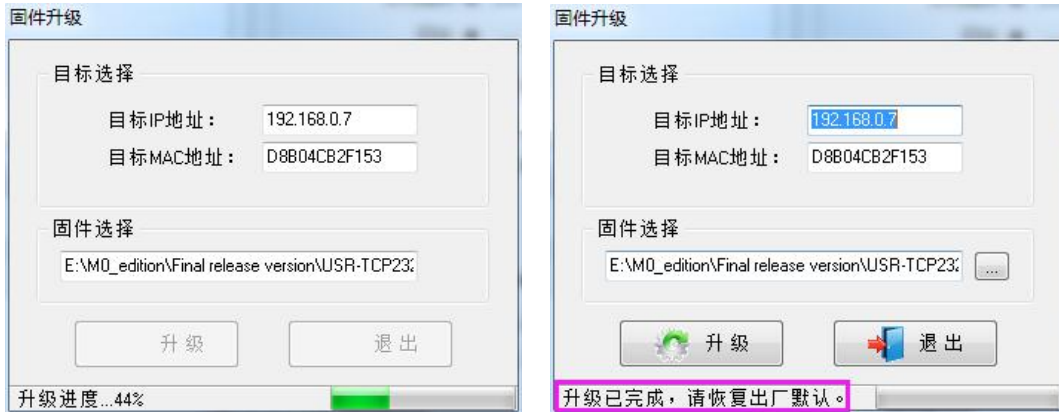 固件升级
目标选择
目标IP地址： 192.168.0.7
目标MAC地址： D8B04CB2F153
固件选择
E:\M0_edition\Final release version\USR-TCP232
升级 退出
升级进度...44%
固件升级
目标选择
目标IP地址： 192.168.0.7
目标MAC地址： D8B04CB2F153
固件选择
E:\M0_edition\Final release version\USR-TCP232 ...
升级 退出
升级已完成，请恢复出厂默认。